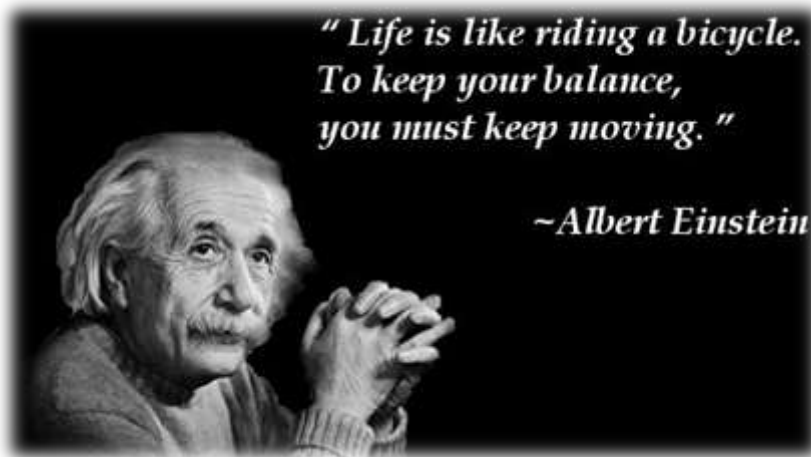 “ Life is like riding a bicycle.
To keep your balance,
you must keep moving. ”
~Albert Einstein